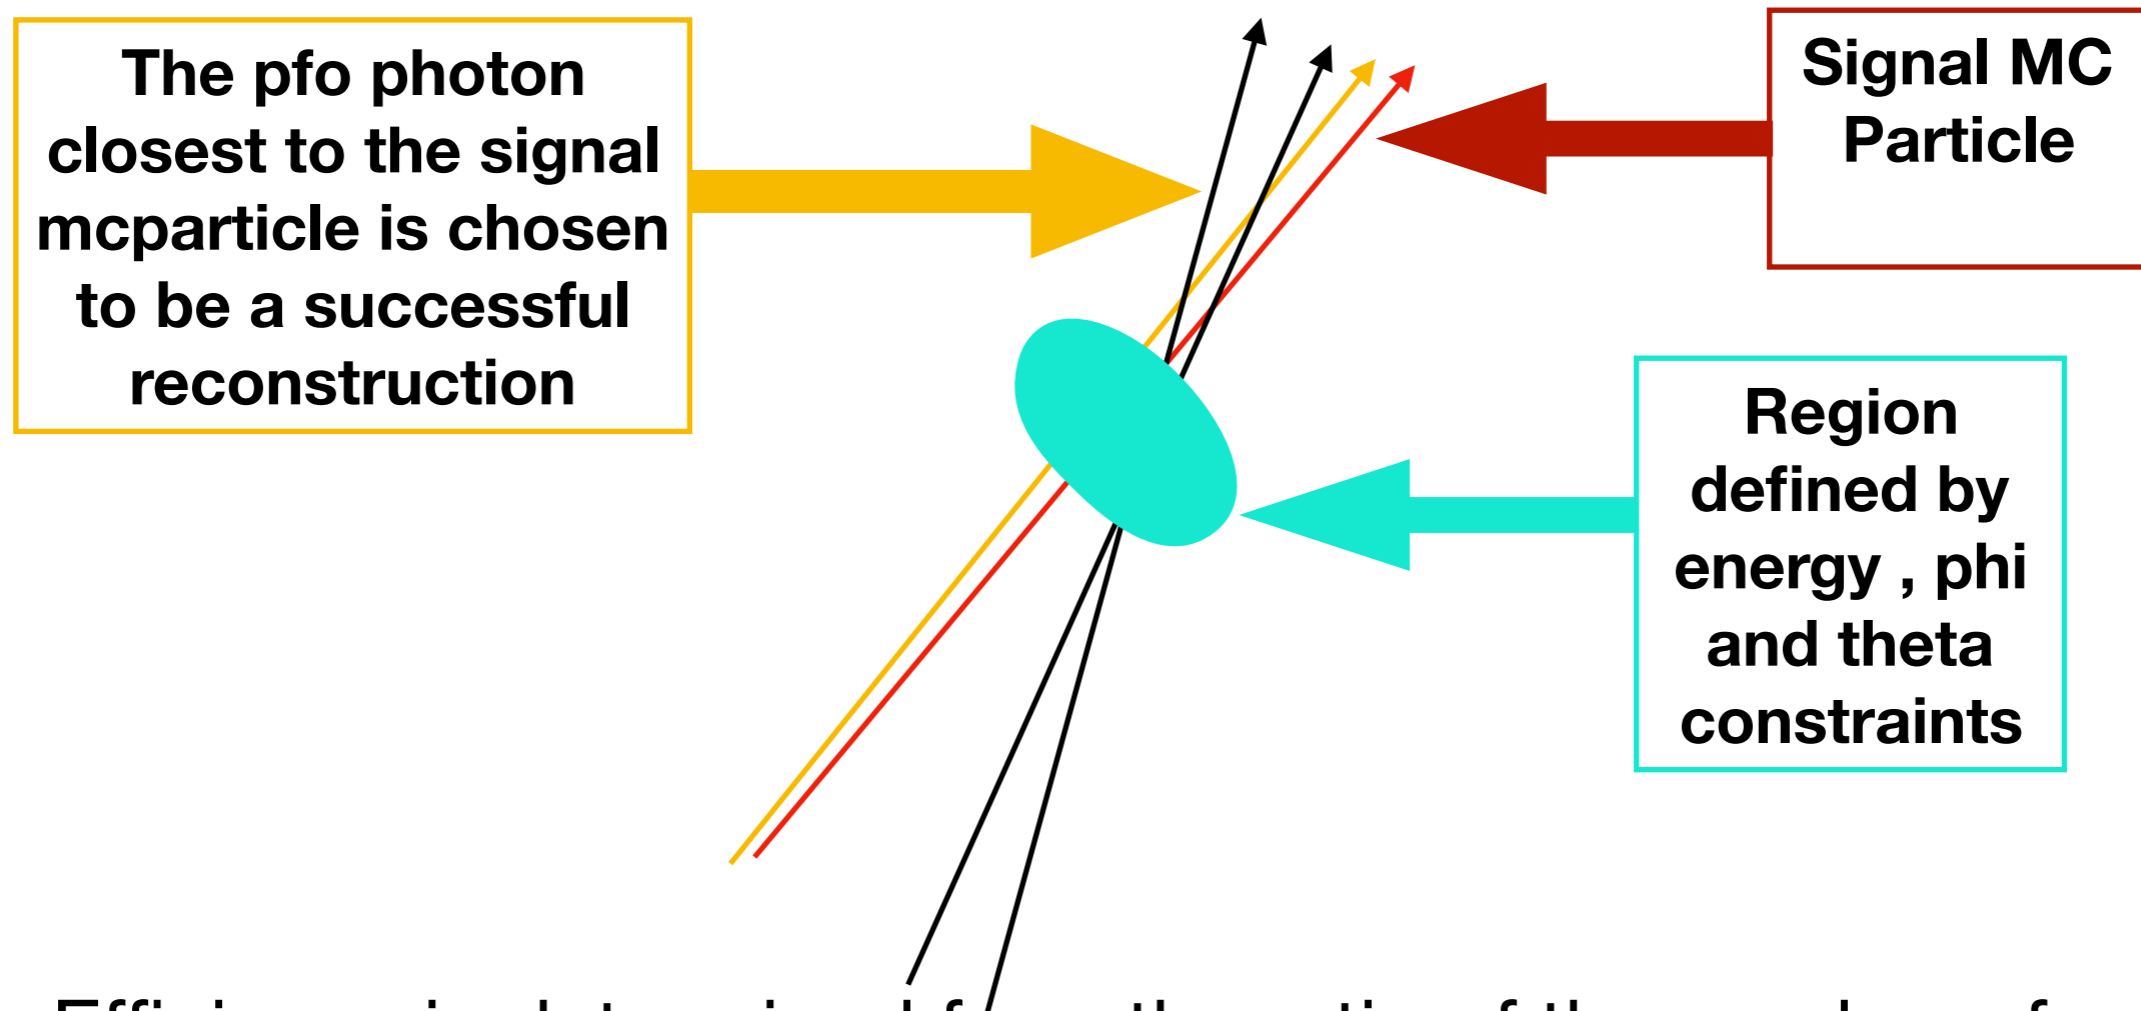 The pfo photon
closest to the signal
mcparticle is chosen
to be a successful
reconstruction
Signal MC
Particle
Region
defined by
energy , phi
and theta
constraints